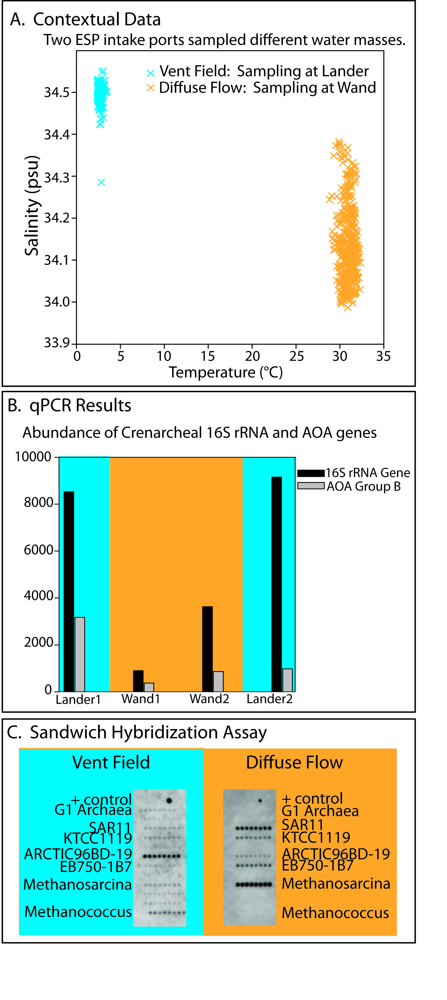 A. Contextual Data
Two ESP intake ports sampled different water masses.
Vent Field: Sampling at Lander
Diffuse Flow: Sampling at Wand
34.5
34.4
34.3
34.2
34.1
34.0
33.9
Salinity (psu)
0 5 10 15 20 25 30 35
Temperature (°C)
B. qPCR Results
Abundance of Crenarcheal 16S rRNA and AOA genes
10000
8000
6000
4000
2000
0
16S rRNA Gene
AOA Group B
Lander1 Wand1 Wand2 Lander2
C. Sandwich Hybridization Assay
Vent Field
+ control
G1 Archaea
SAR11
KTCC1119
ARCTIC96BD-19
EB750-1B7
Methanosarcina
Methanococcus
Diffuse Flow
+ control
G1 Archaea
SAR11
KTCC1119
ARCTIC96BD-19
EB750-1B7
Methanosarcina
Methanococcus